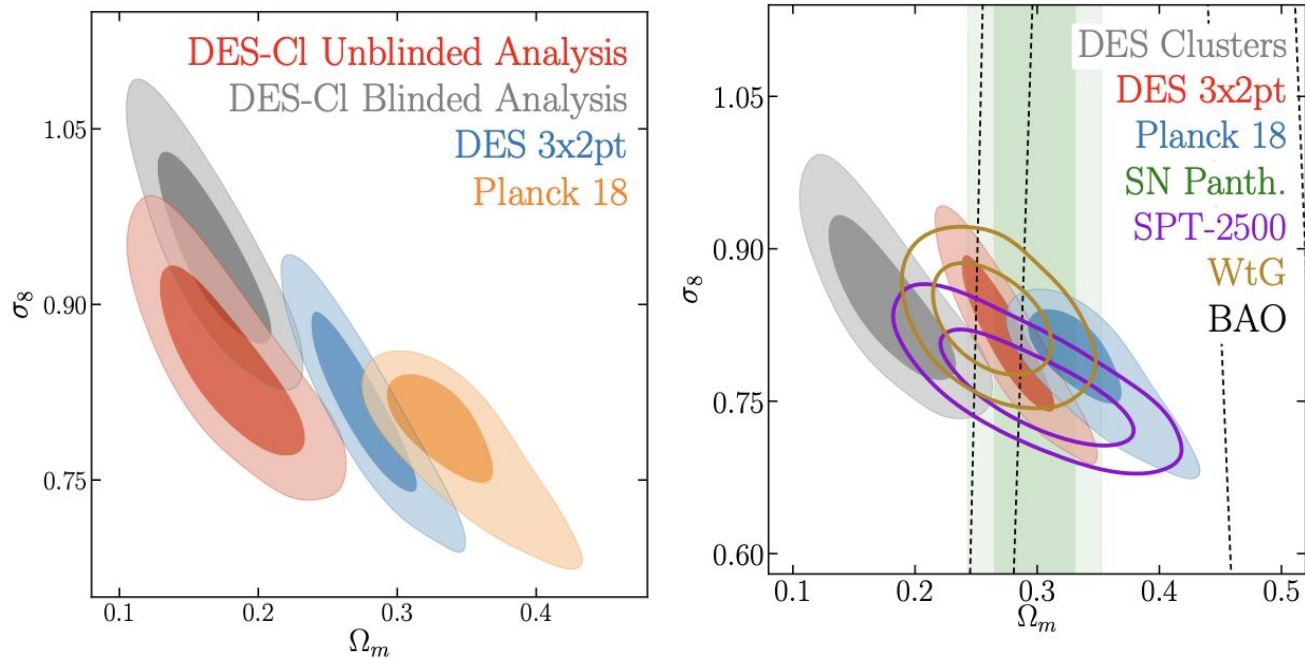 DES-Cl Unblinded Analysis
DES-Cl Blinded Analysis
DES 3x2pt
Planck 18
1.05
0.90
0.75
σ8
0.1
0.2
0.3
0.4
Ωm
DES Clusters
DES 3x2pt
Planck 18
SN Panth.
SPT-2500
WtG
BAO
1.05
0.90
0.75
0.60
σ8
0.1
0.2
0.3
0.4
0.5
Ωm